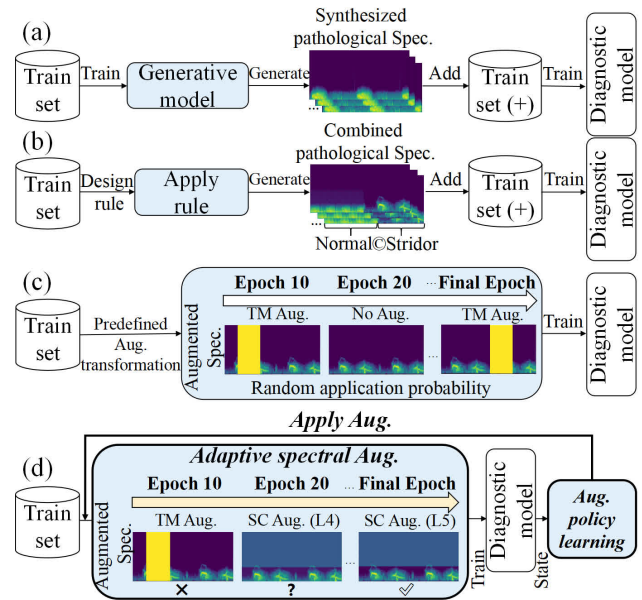 (a)
Train
set
Train
Generative
model
Generate
Synthesized
pathological Spec.
...
Add
Train
set (+)
Train
Diagnostic
model
(b)
Train
set
Design
rule
Apply
rule
Generate
Combined
pathological Spec.
...
Normal©Stridor
Add
Train
set (+)
Train
Diagnostic
model
(c)
Train
set
Predefined
Aug.
transformation
Augmented
Spec.
Epoch 10 Epoch 20 ... Final Epoch
TM Aug. No Aug. TM Aug.
...
Random application probability
Train
Diagnostic
model
Apply Aug.
(d)
Train
set
Adaptive spectral Aug.
Augmented
Spec.
Epoch 10 Epoch 20 ... Final Epoch
TM Aug. SC Aug. (L4) SC Aug. (L5)
...
× ? ✓
Train
Diagnostic
model
State
Aug.
policy
learning